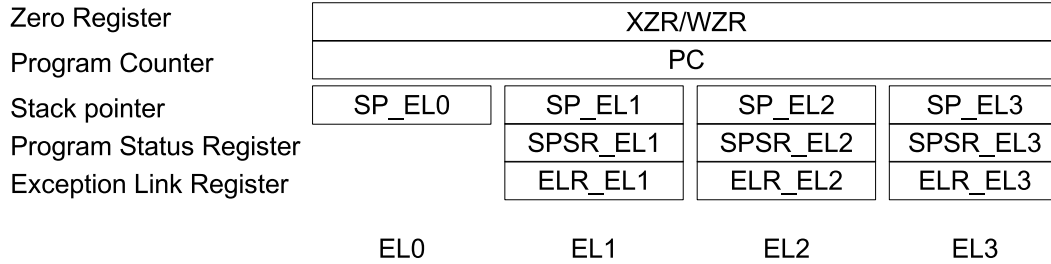 Zero Register XZR/WZR
Program Counter PC
Stack pointer SP_EL0 SP_EL1 SP_EL2 SP_EL3
Program Status Register SPSR_EL1 SPSR_EL2 SPSR_EL3
Exception Link Register ELR_EL1 ELR_EL2 ELR_EL3
EL0 EL1 EL2 EL3